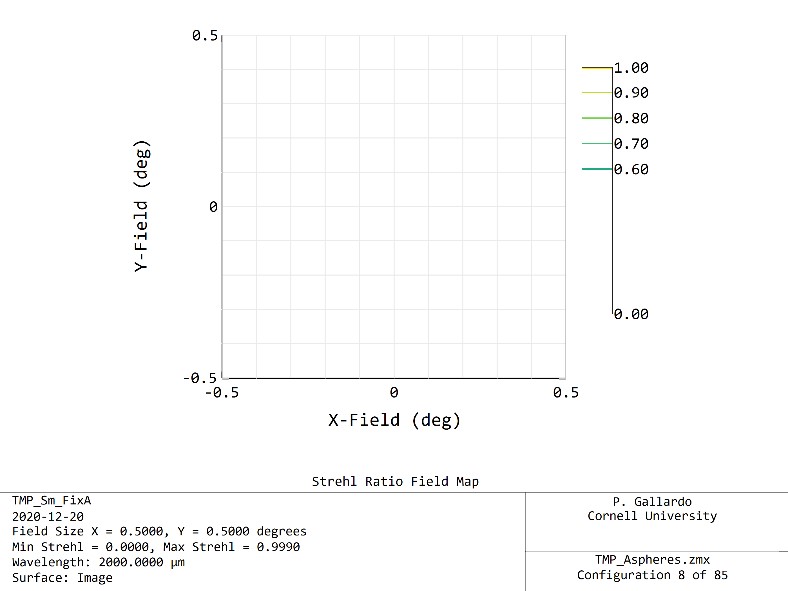 0.5
0
-0.5
Y-Field (deg)
-0.5 0 0.5
X-Field (deg)
1.00
0.90
0.80
0.70
0.60
0.00
Strehl Ratio Field Map
TMP_Sm_FixA
2020-12-20
Field Size X = 0.5000, Y = 0.5000 degrees
Min Strehl = 0.0000, Max Strehl = 0.9990
Wavelength: 2000.0000 µm
Surface: Image
P. Gallardo
Cornell University
TMP_Aspheres.zmx
Configuration 8 of 85